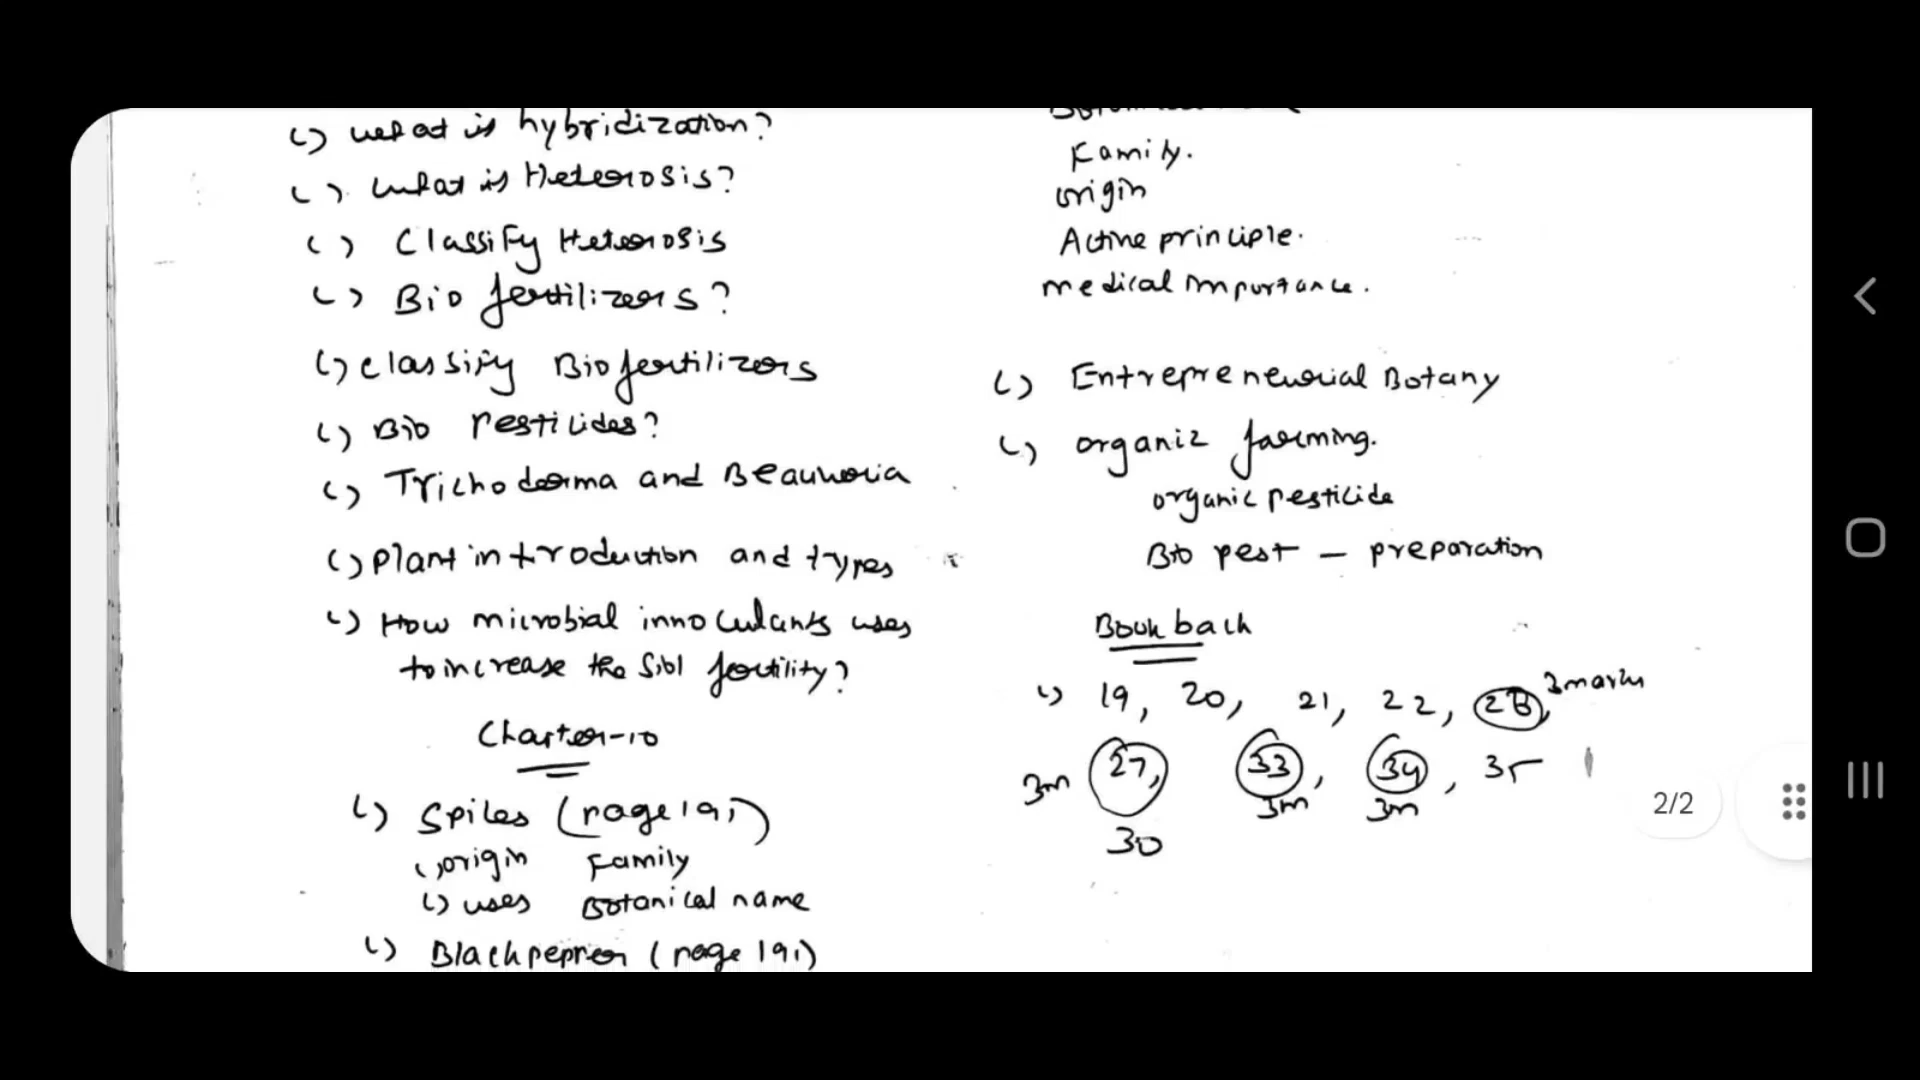 () what is hybridization?
(). what is Heterosis?
() Classify Heterosis
() Bio fertilizers?
() classify Biofertilizers
() Bio Pesticides?
() Trichoderma and Beauveria
() Plant introduction and types
() How microbial innoculants uses
to increase the soil fertility?
Chapter-10
() Spices (page 191)
() origin Family
() uses Botanical name
() Blackpepper (page 191)
Family.
origin
Active principle.
medical Importance.
() Entrepreneurial Botany
() organic farming.
organic pesticide
Bio pest - preparation
Book back
() 19, 20, 21, 22, 28, 3marks
3m 27, 33, 34, 35
3m 3m
30
2/2